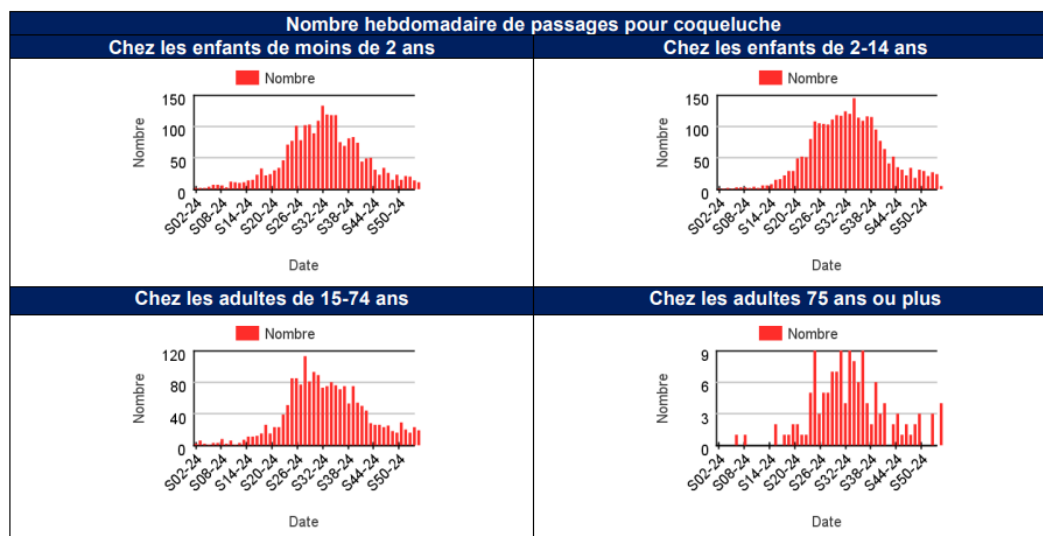 Nombre hebdomadaire de passages pour coqueluche
Chez les enfants de moins de 2 ans
Nombre
150
100
50
0
Nombre
S02-24 S08-24 S14-24 S20-24 S26-24 S32-24 S38-24 S44-24 S50-24
Date
Chez les enfants de 2-14 ans
Nombre
150
100
50
0
Nombre
S02-24 S08-24 S14-24 S20-24 S26-24 S32-24 S38-24 S44-24 S50-24
Date
Chez les adultes de 15-74 ans
Nombre
120
80
40
0
Nombre
S02-24 S08-24 S14-24 S20-24 S26-24 S32-24 S38-24 S44-24 S50-24
Date
Chez les adultes 75 ans ou plus
Nombre
9
6
3
0
Nombre
S02-24 S08-24 S14-24 S20-24 S26-24 S32-24 S38-24 S44-24 S50-24
Date